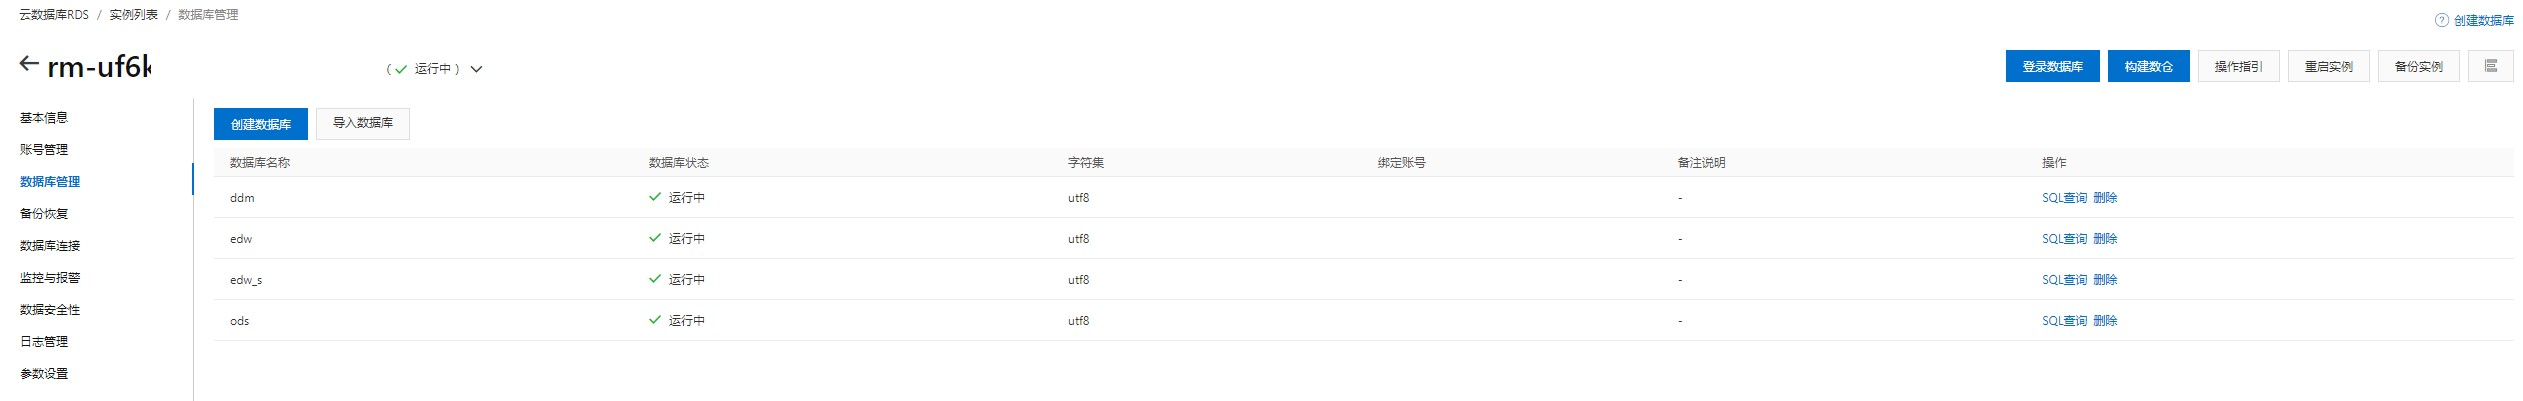 云数据库RDS / 实例列表 / 数据库管理
? 创建数据库
← rm-uf6k (✓ 运行中)
登录数据库 构建数仓 操作指引 重启实例 备份实例
基本信息
账号管理
数据库管理
备份恢复
数据库连接
监控与报警
数据安全性
日志管理
参数设置
创建数据库 导入数据库
数据库名称 数据库状态 字符集 绑定账号 备注说明 操作
ddm 运行中 utf8 - SQL查询 删除
edw 运行中 utf8 - SQL查询 删除
edw_s 运行中 utf8 - SQL查询 删除
ods 运行中 utf8 - SQL查询 删除